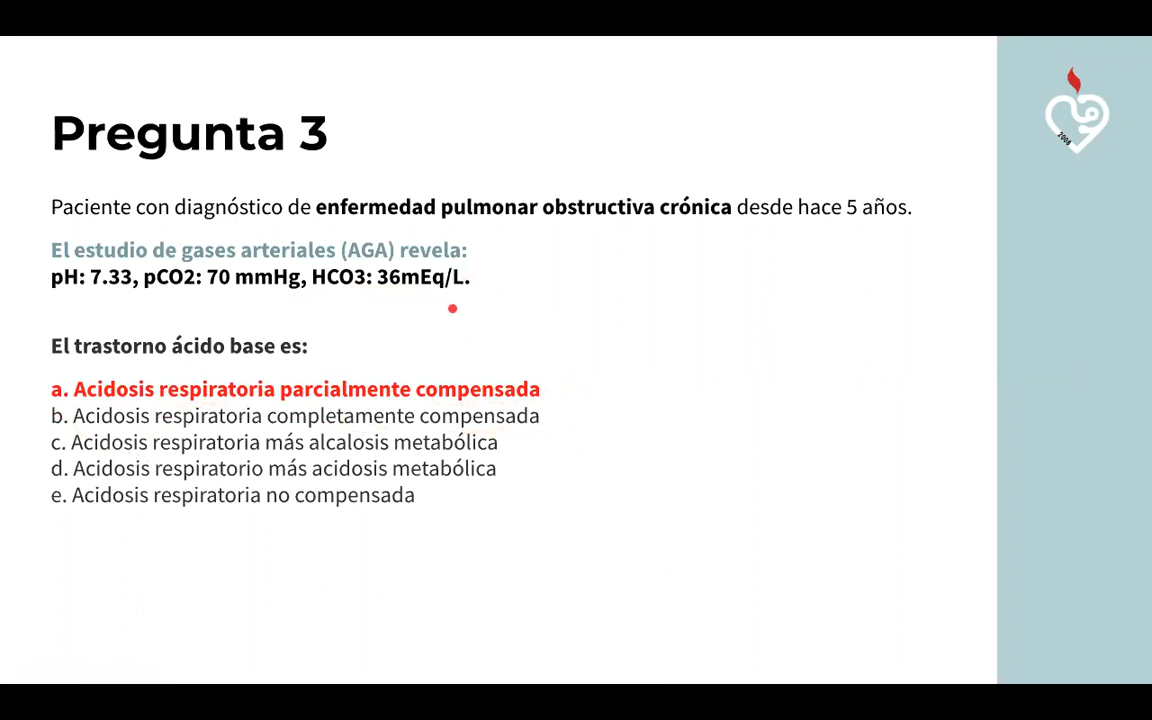 Pregunta 3
Paciente con diagnóstico de enfermedad pulmonar obstructiva crónica desde hace 5 años.
El estudio de gases arteriales (AGA) revela:
pH: 7.33, pCO2: 70 mmHg, HCO3: 36mEq/L.
El trastorno ácido base es:
a. Acidosis respiratoria parcialmente compensada
b. Acidosis respiratoria completamente compensada
c. Acidosis respiratoria más alcalosis metabólica
d. Acidosis respiratorio más acidosis metabólica
e. Acidosis respiratoria no compensada
2008